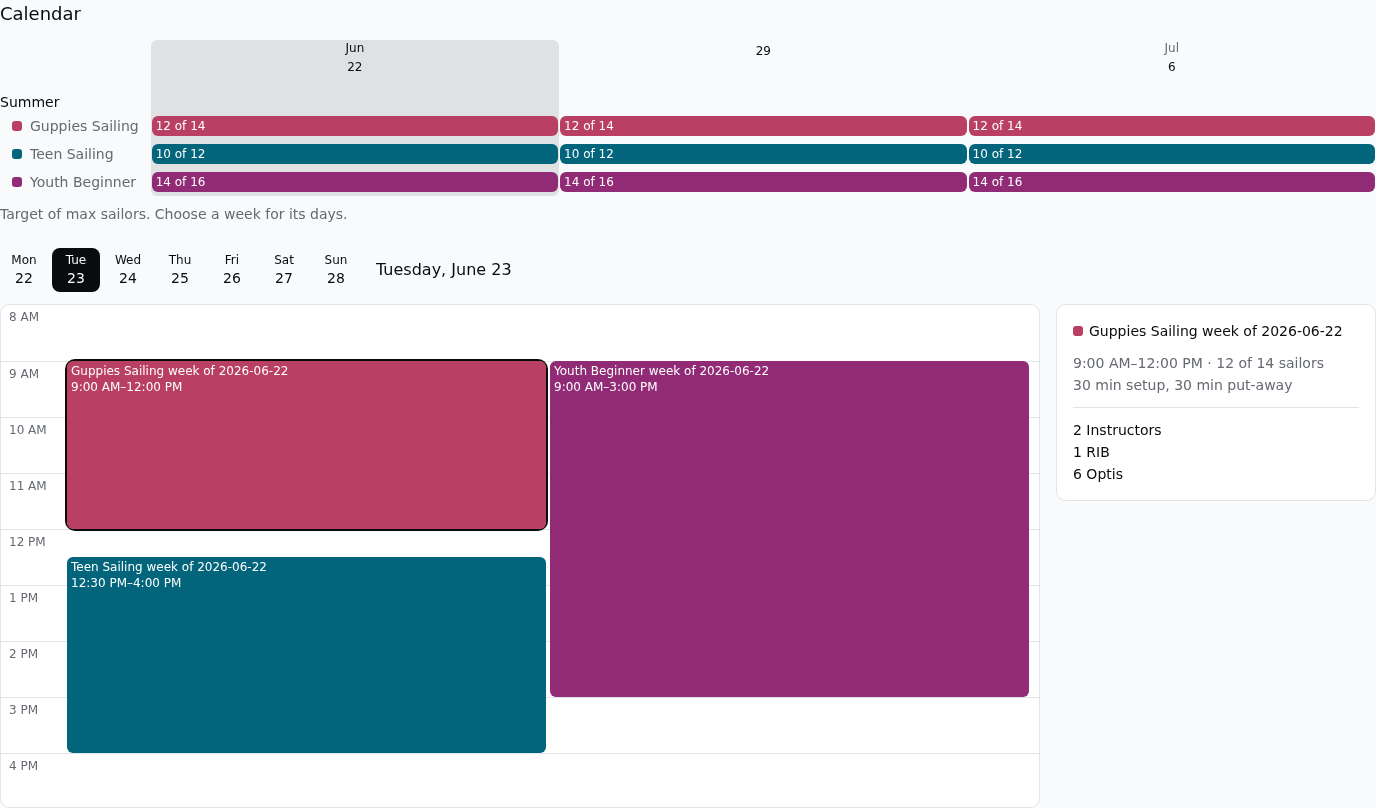 Calendar
Jun
22
29
Jul
6
Summer
Guppies Sailing
12 of 14
12 of 14
12 of 14
Teen Sailing
10 of 12
10 of 12
10 of 12
Youth Beginner
14 of 16
14 of 16
14 of 16
Target of max sailors. Choose a week for its days.
Mon
22
Tue
23
Wed
24
Thu
25
Fri
26
Sat
27
Sun
28
Tuesday, June 23
8 AM
9 AM
10 AM
11 AM
12 PM
1 PM
2 PM
3 PM
4 PM
Guppies Sailing week of 2026-06-22
9:00 AM–12:00 PM
Teen Sailing week of 2026-06-22
12:30 PM–4:00 PM
Youth Beginner week of 2026-06-22
9:00 AM–3:00 PM
Guppies Sailing week of 2026-06-22
9:00 AM–12:00 PM · 12 of 14 sailors
30 min setup, 30 min put-away
2 Instructors
1 RIB
6 Optis